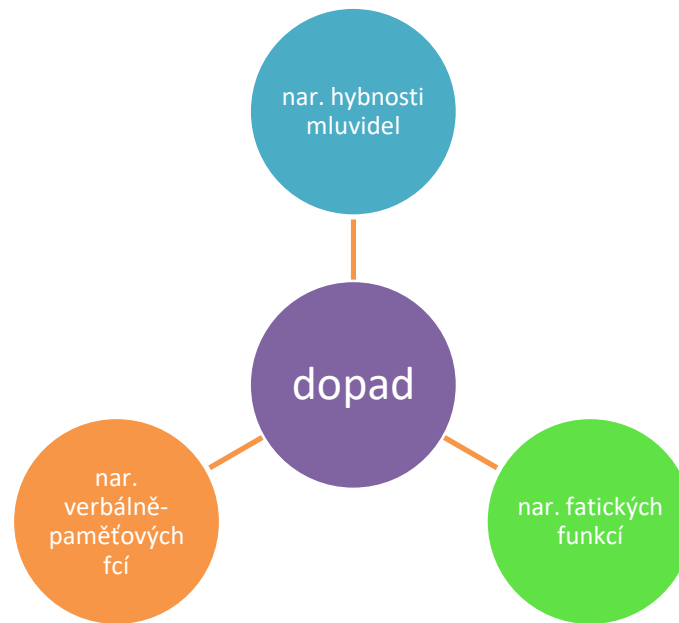 nar. hybnosti
mluvidel
dopad
nar.
verbálně-
paměťových
fcí
nar. fatických
funkcí